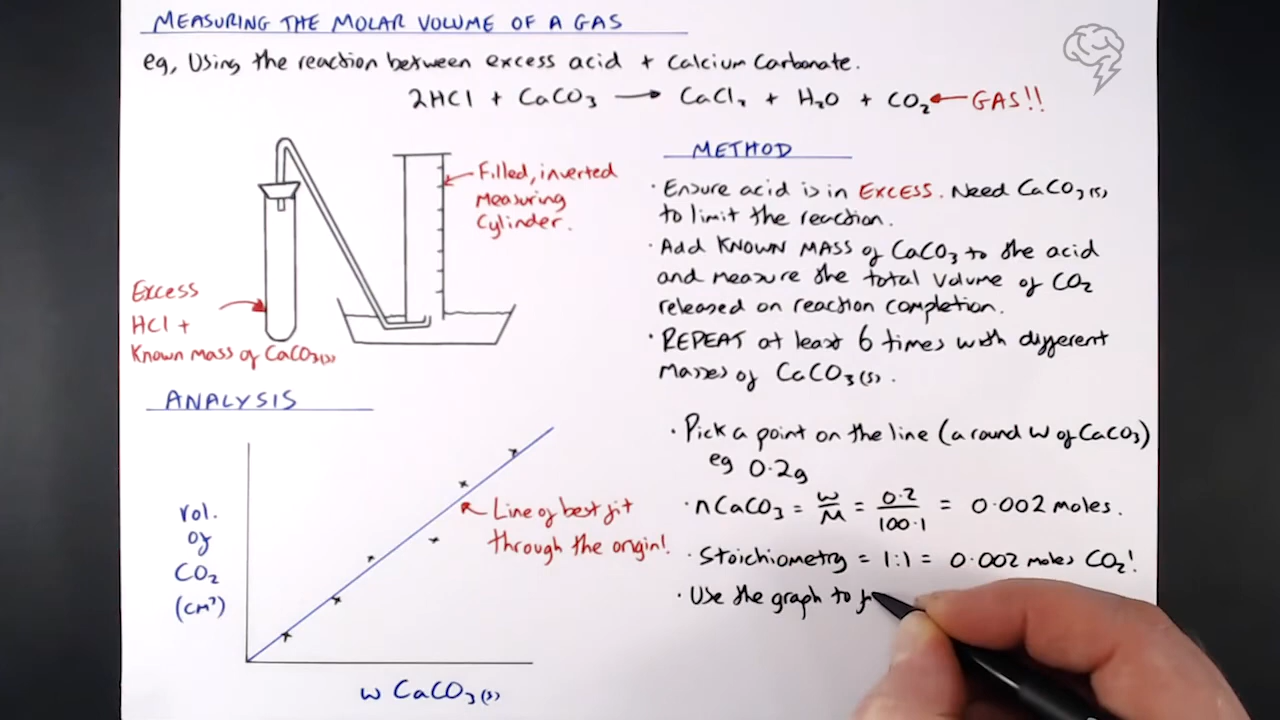 MEASURING THE MOLAR VOLUME OF A GAS
eg, Using the reaction between excess acid + Calcium Carbonate.
2HCl + CaCO₃ → CaCl₂ + H₂O + CO₂ ← GAS!!
Filled, inverted
Measuring
Cylinder.
Excess
HCl +
Known mass of CaCO₃(s)
METHOD
· Ensure acid is in EXCESS. Need CaCO₃(s)
to limit the reaction.
· Add KNOWN MASS of CaCO₃ to the acid
and measure the total volume of CO₂
released on reaction completion.
· REPEAT at least 6 times with different
Masses of CaCO₃(s).
ANALYSIS
vol.
of
CO₂
(cm³)
Line of best fit
through the origin!
w CaCO₃(s)
· Pick a point on the line (around w of CaCO₃)
eg 0.2g
· nCaCO₃ = w/M = 0.2/100.1 = 0.002 moles.
· Stoichiometry = 1:1 = 0.002 moles CO₂!
· Use the graph to